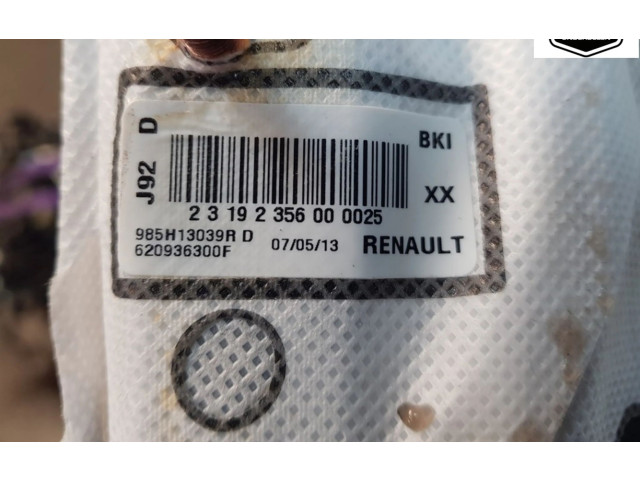 J92 D
BKI
XX
2 3 19 2 356 00 0025
985H13039R D 07/05/13 RENAULT
620936300F